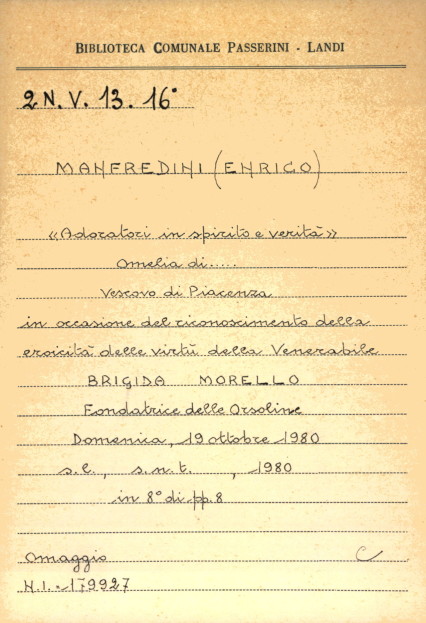 BIBLIOTECA COMUNALE PASSERINI - LANDI
2 N. V. 13. 16°
MANFREDINI (ENRICO)
«Adoratori in spirito e verità»
Omelia di.....
Vescovo di Piacenza
in occasione del riconoscimento della
eroicità delle virtù della Venerabile
BRIGIDA MORELLO
Fondatrice delle Orsoline
Domenica, 19 ottobre 1980
s.l., s.n.t. , 1980
in 8° di pp. 8
Omaggio C
N.I. - 179927